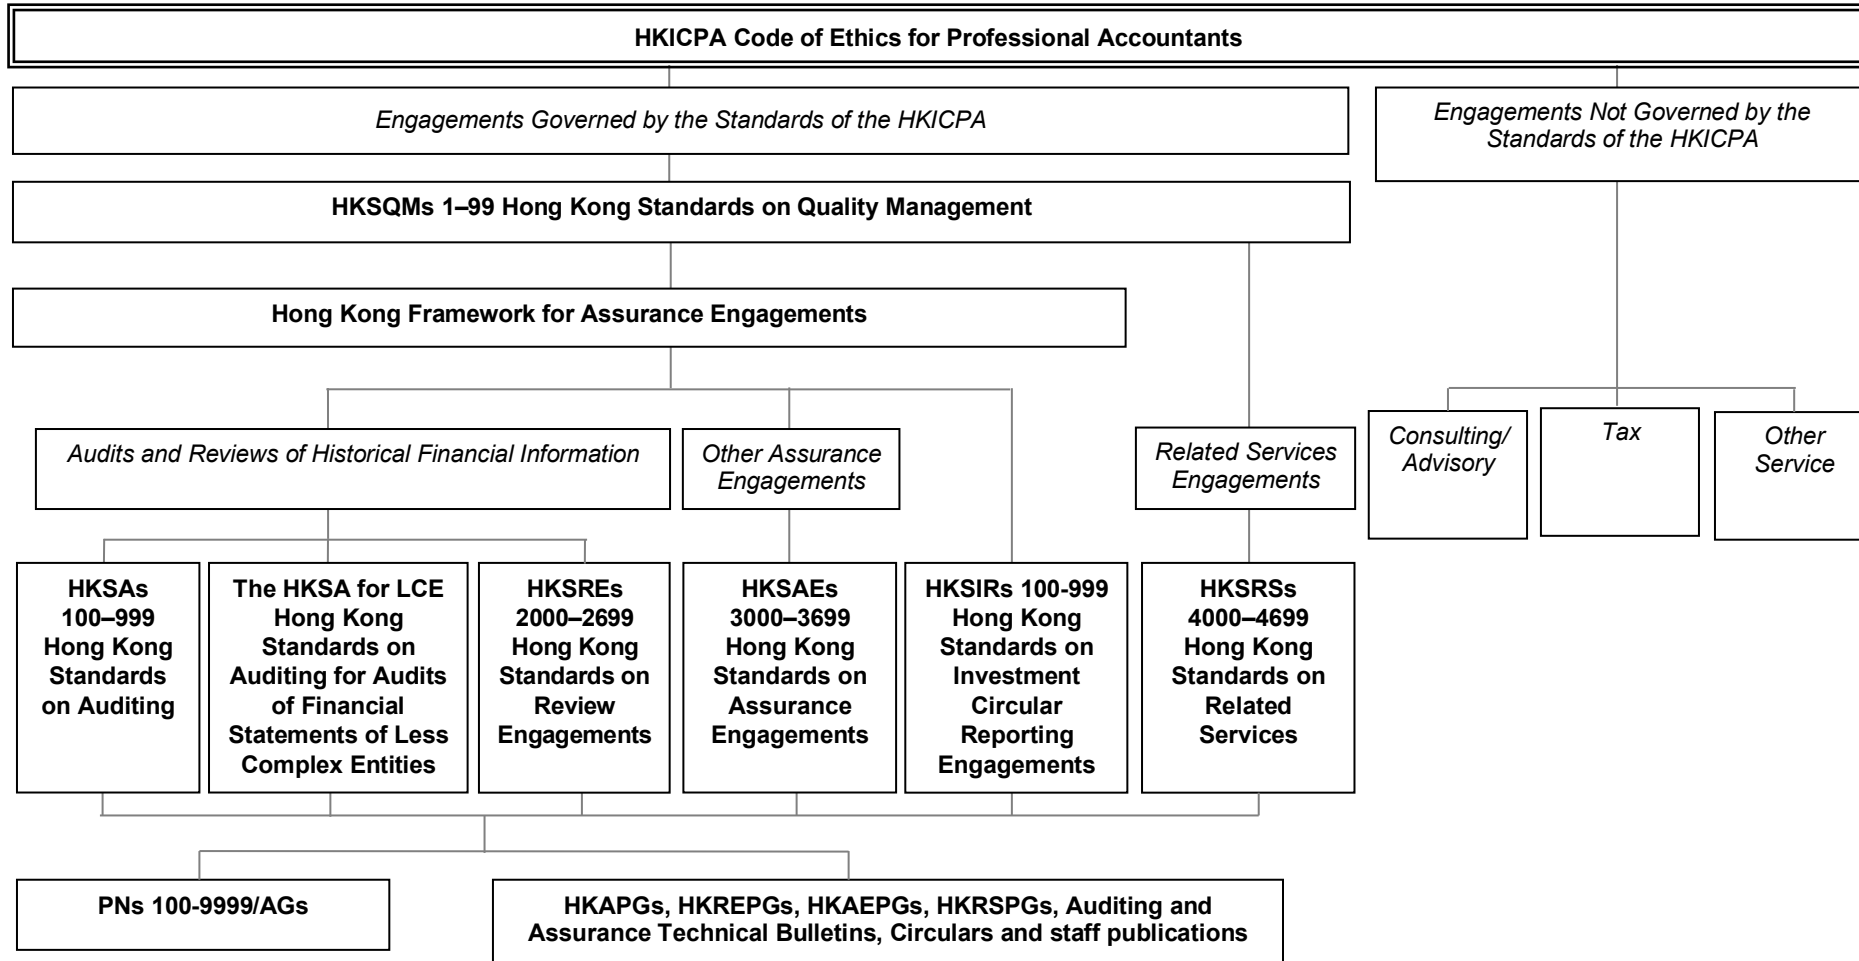 HKICPA Code of Ethics for Professional Accountants
Engagements Governed by the Standards of the HKICPA
Engagements Not Governed by the
Standards of the HKICPA
HKSQMs 1–99 Hong Kong Standards on Quality Management
Hong Kong Framework for Assurance Engagements
Audits and Reviews of Historical Financial Information
Other Assurance
Engagements
Related Services
Engagements
Consulting/
Advisory
Tax
Other
Service
HKSAs
100–999
Hong Kong
Standards
on Auditing
The HKSA for LCE
Hong Kong
Standards on
Auditing for Audits
of Financial
Statements of Less
Complex Entities
HKSREs
2000–2699
Hong Kong
Standards on
Review
Engagements
HKSAEs
3000–3699
Hong Kong
Standards on
Assurance
Engagements
HKSIRs 100-999
Hong Kong
Standards on
Investment
Circular
Reporting
Engagements
HKSRSs
4000–4699
Hong Kong
Standards on
Related
Services
PNs 100-9999/AGs
HKAPGs, HKREPGs, HKAEPGs, HKRSPGs, Auditing and
Assurance Technical Bulletins, Circulars and staff publications